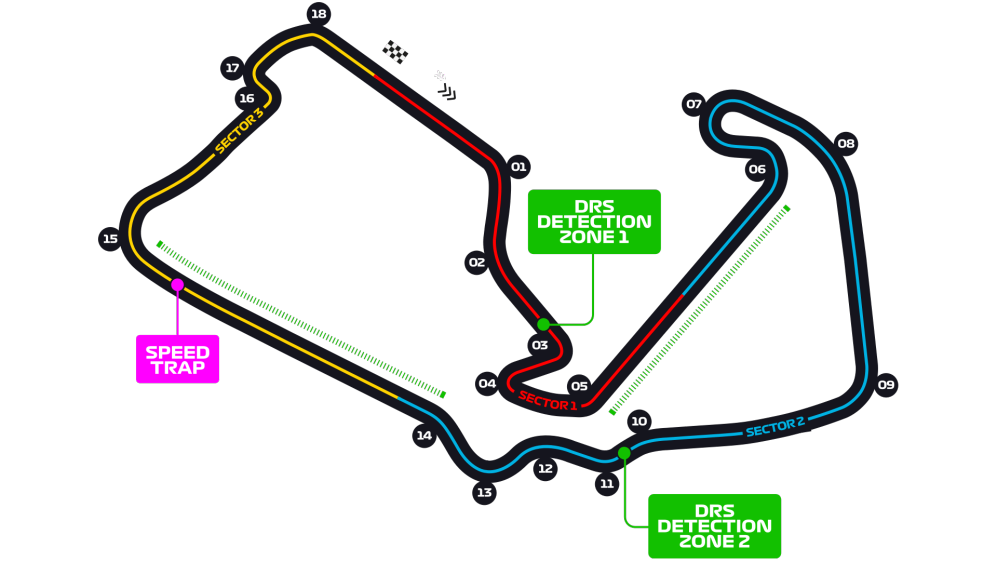 18
17
16
SECTOR 3
01
07
08
06
DRS
DETECTION
ZONE 1
15
02
03
SPEED
TRAP
04
05
SECTOR 1
09
14
10
SECTOR 2
12
11
13
DRS
DETECTION
ZONE 2